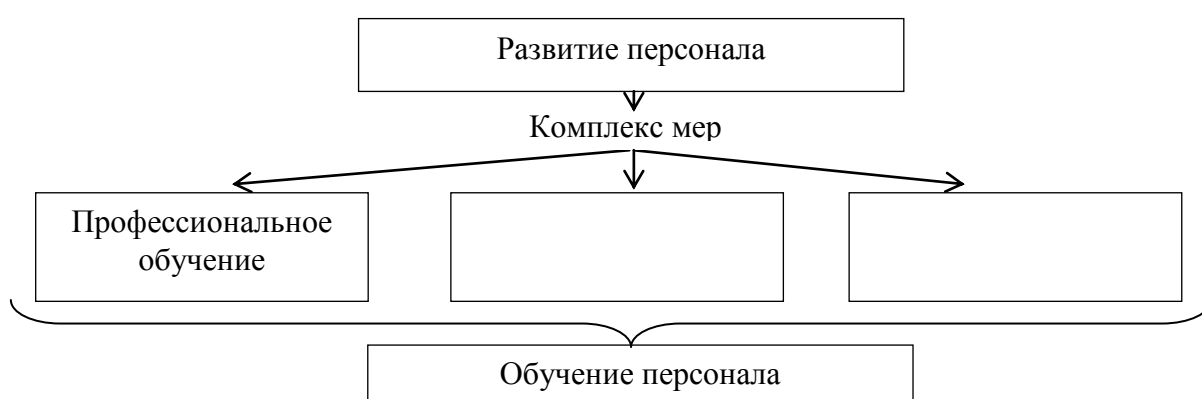 Развитие персонала
Комплекс мер
Профессиональное
обучение
Обучение персонала